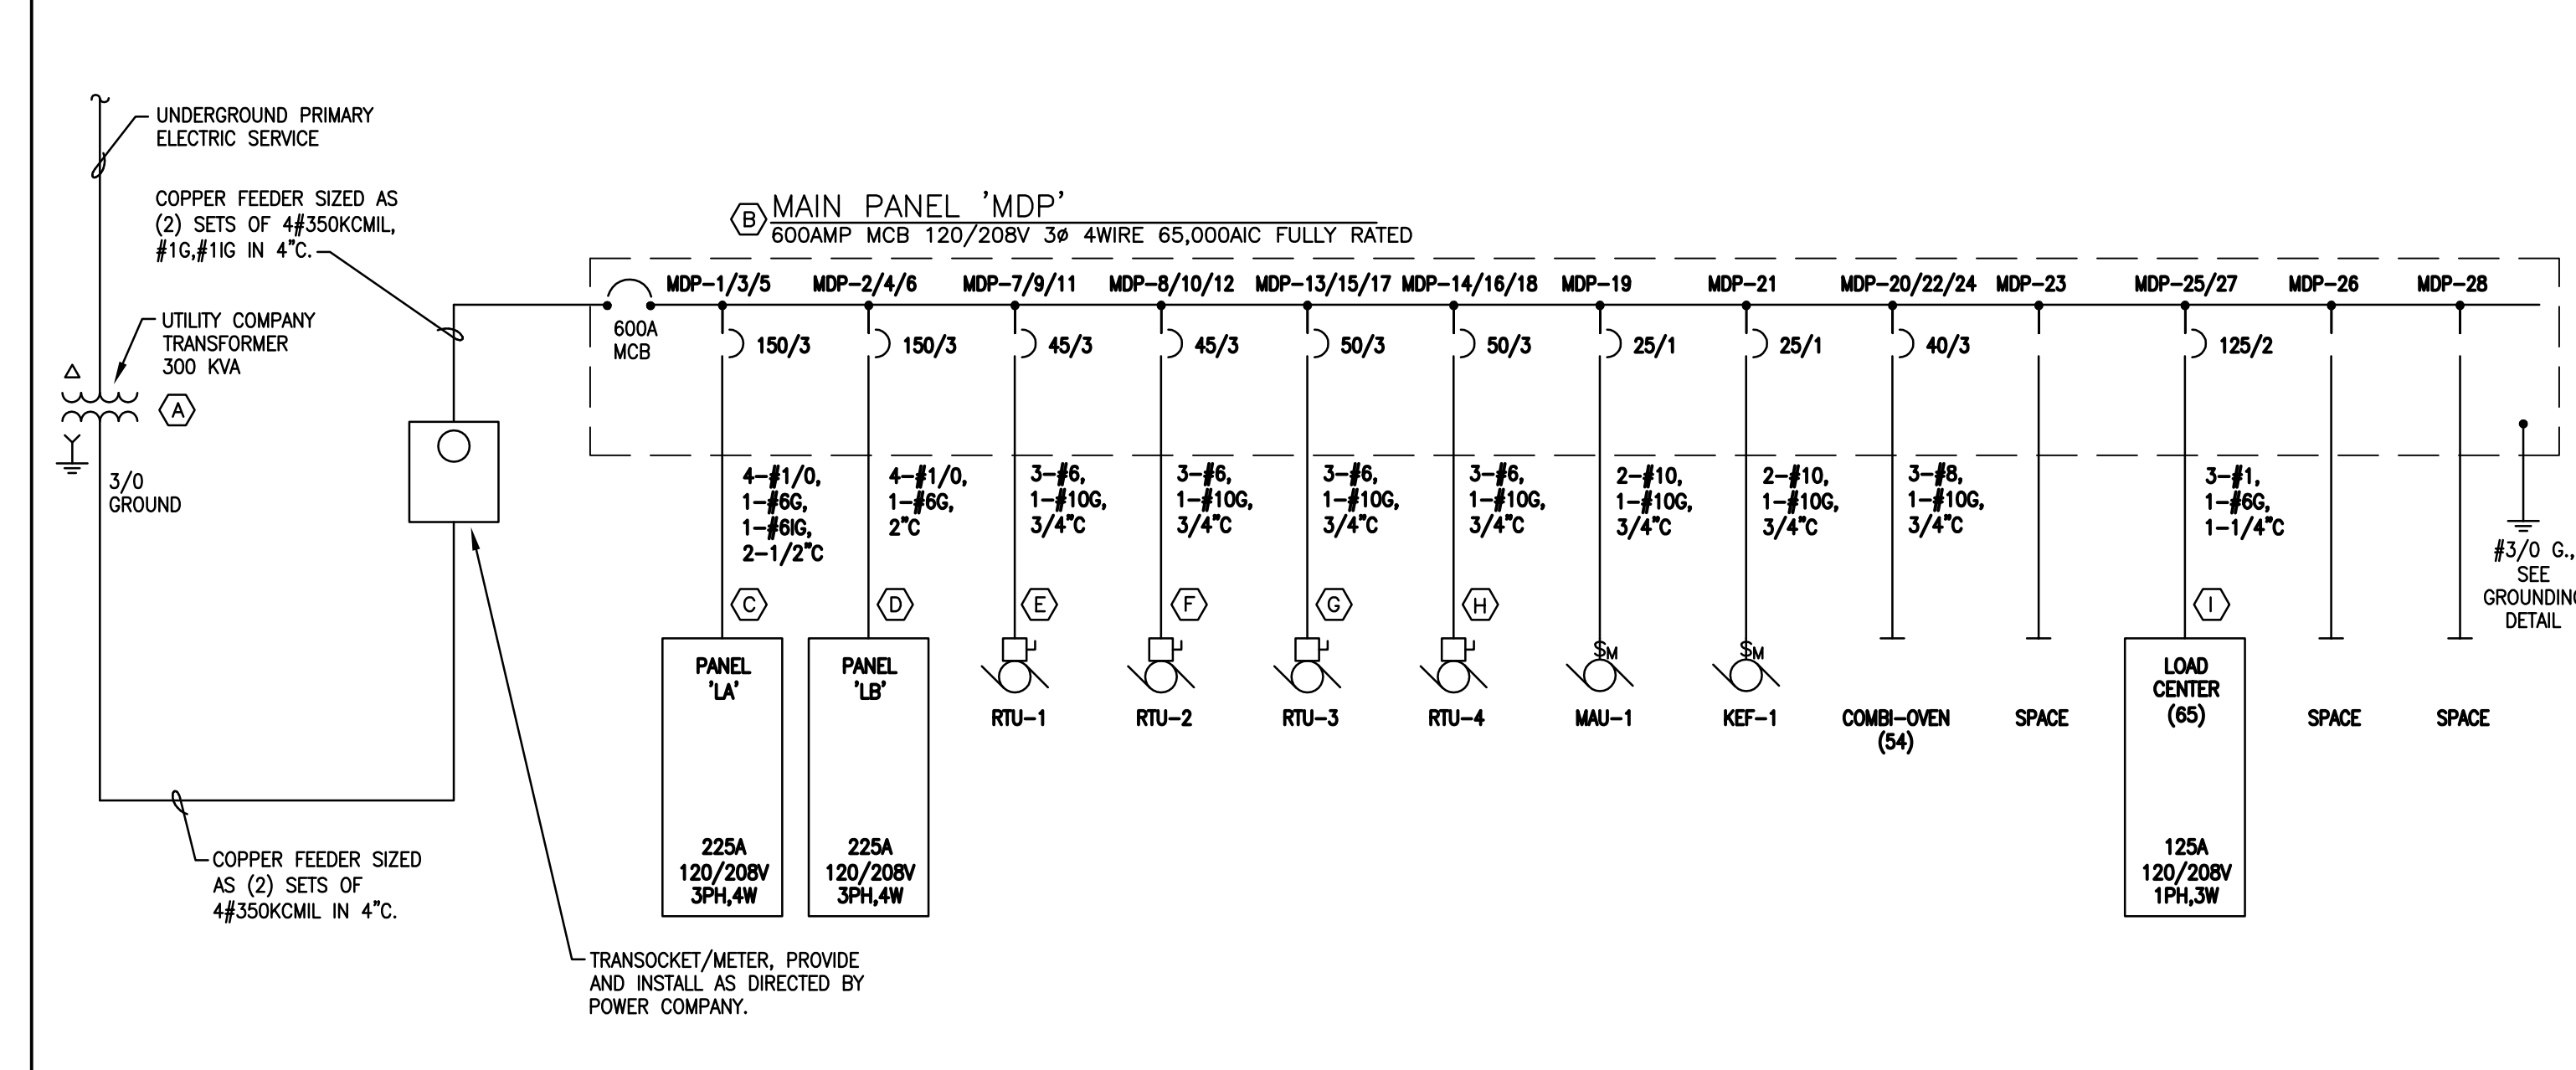 UNDERGROUND PRIMARY
ELECTRIC SERVICE
COPPER FEEDER SIZED AS
(2) SETS OF 4#350KCMIL,
#1G,#1IG IN 4"C.
UTILITY COMPANY
TRANSFORMER
300 KVA
A
3/0
GROUND
COPPER FEEDER SIZED
AS (2) SETS OF
4#350KCMIL IN 4"C.
TRANSOCKET/METER, PROVIDE
AND INSTALL AS DIRECTED BY
POWER COMPANY.
B
MAIN PANEL 'MDP'
600AMP MCB 120/208V 3ø 4WIRE 65,000AIC FULLY RATED
600A
MCB
MDP-1/3/5
150/3
4-#1/0,
1-#6G,
1-#6IG,
2-1/2"C
C
PANEL
'LA'
225A
120/208V
3PH,4W
MDP-2/4/6
150/3
4-#1/0,
1-#6G,
2"C
D
PANEL
'LB'
225A
120/208V
3PH,4W
MDP-7/9/11
45/3
3-#6,
1-#10G,
3/4"C
E
RTU-1
MDP-8/10/12
45/3
3-#6,
1-#10G,
3/4"C
F
RTU-2
MDP-13/15/17
50/3
3-#6,
1-#10G,
3/4"C
G
RTU-3
MDP-14/16/18
50/3
3-#6,
1-#10G,
3/4"C
H
RTU-4
MDP-19
25/1
2-#10,
1-#10G,
3/4"C
$M
MAU-1
MDP-21
25/1
2-#10,
1-#10G,
3/4"C
$M
KEF-1
MDP-20/22/24
40/3
3-#8,
1-#10G,
3/4"C
COMBI-OVEN
(54)
MDP-23
SPACE
MDP-25/27
125/2
3-#1,
1-#6G,
1-1/4"C
I
LOAD
CENTER
(65)
125A
120/208V
1PH,3W
MDP-26
SPACE
MDP-28
SPACE
#3/0 G.,
SEE
GROUNDING
DETAIL